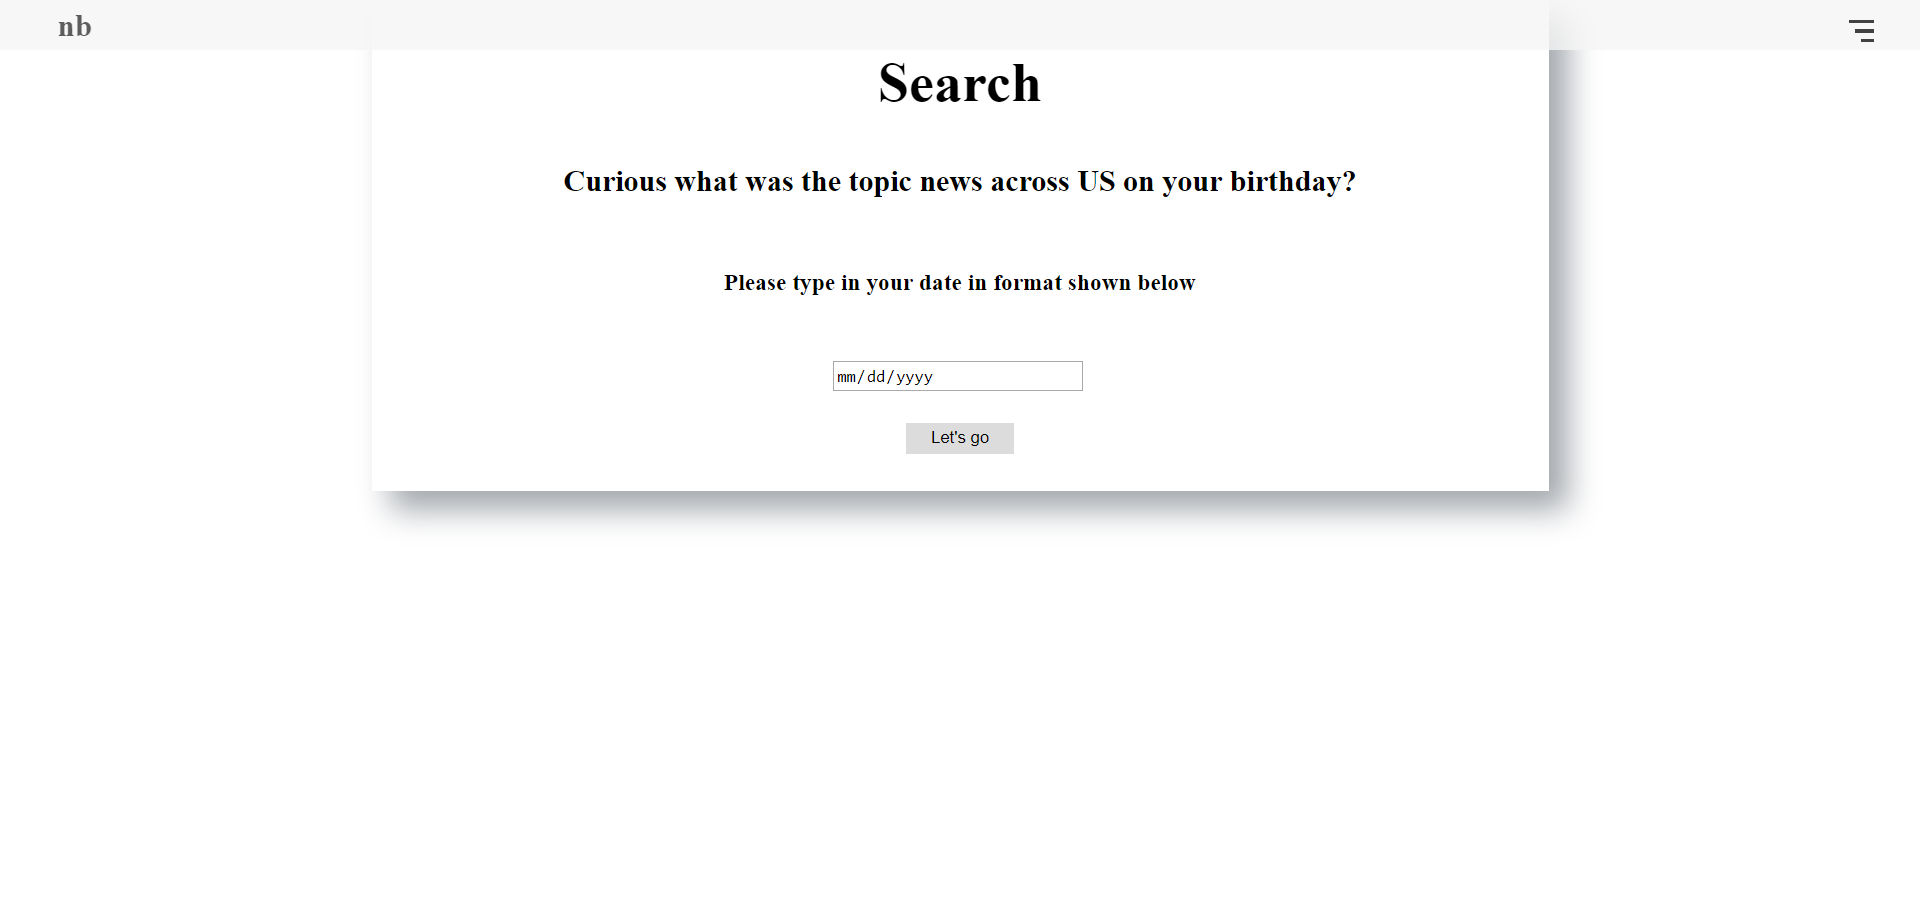 nb
Search
Curious what was the topic news across US on your birthday?
Please type in your date in format shown below
mm/dd/yyyy
Let's go